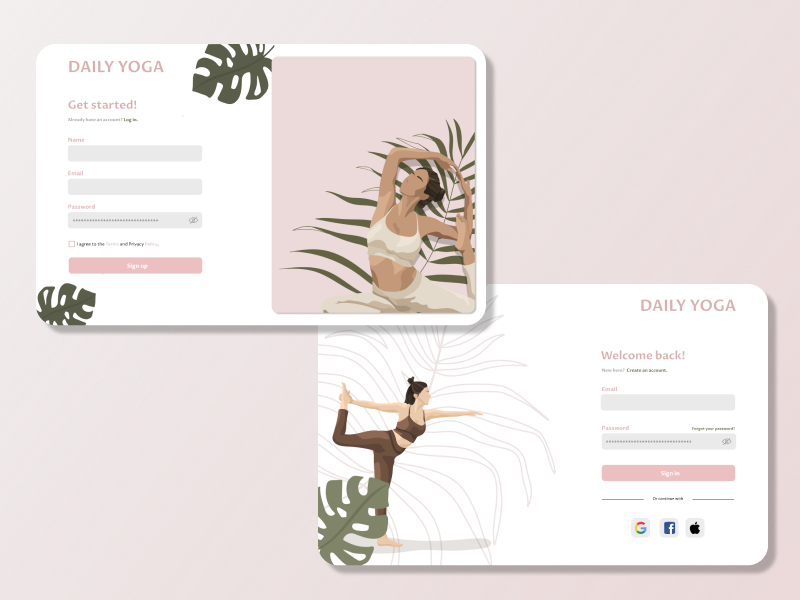 DAILY YOGA
Get started!
Already have an account? Log in.
Name
Email
Password
I agree to the Terms and Privacy Policy.
Sign up
DAILY YOGA
Welcome back!
New here? Create an account.
Email
Password
Forgot your password?
Sign in
Or continue with